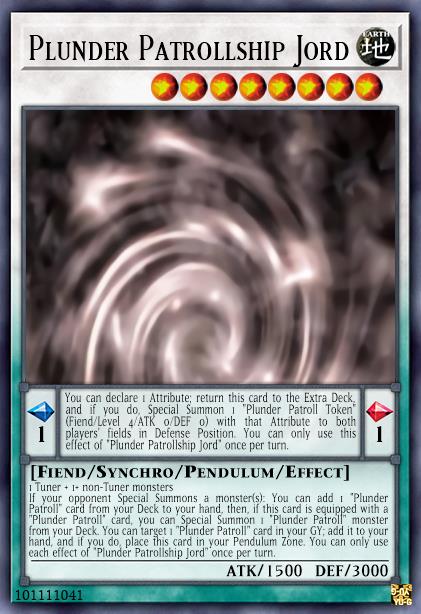 PLUNDER PATROLLSHIP JORD
EARTH
地
You can declare 1 Attribute; return this card to the Extra Deck,
and if you do, Special Summon 1 "Plunder Patroll Token"
(Fiend/Level 4/ATK 0/DEF 0) with that Attribute to both
players' fields in Defense Position. You can only use this
effect of "Plunder Patrollship Jord" once per turn.
1
1
[FIEND/SYNCHRO/PENDULUM/EFFECT]
1 Tuner + 1+ non-Tuner monsters
If your opponent Special Summons a monster(s): You can add 1 "Plunder
Patroll" card from your Deck to your hand, then, if this card is equipped with
a "Plunder Patroll" card, you can Special Summon 1 "Plunder Patroll" monster
from your Deck. You can target 1 "Plunder Patroll" card in your GY; add it to your
hand, and if you do, place this card in your Pendulum Zone. You can only use
each effect of "Plunder Patrollship Jord" once per turn.
ATK/1500 DEF/3000
101111041